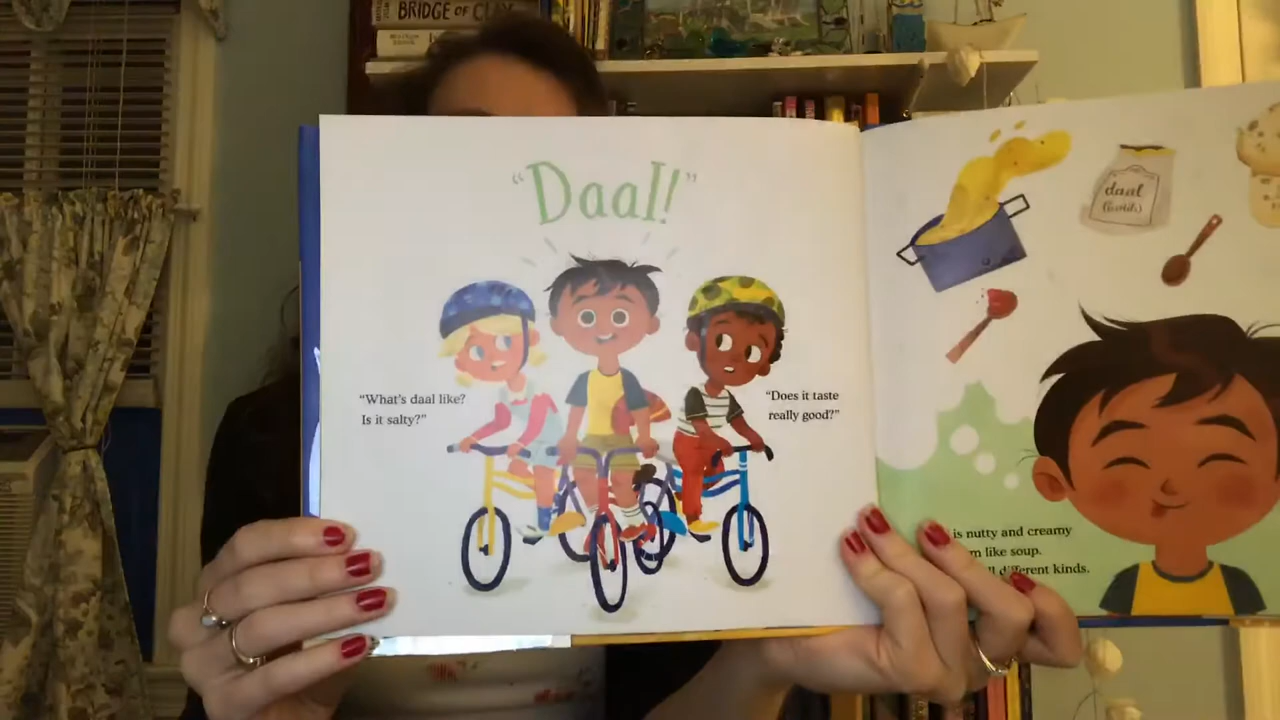 BRIDGE OF CLAY
"Daal!"
"What's daal like?
Is it salty?"
"Does it taste
really good?"
daal
(lentils)
is nutty and creamy
like soup.
different kinds.